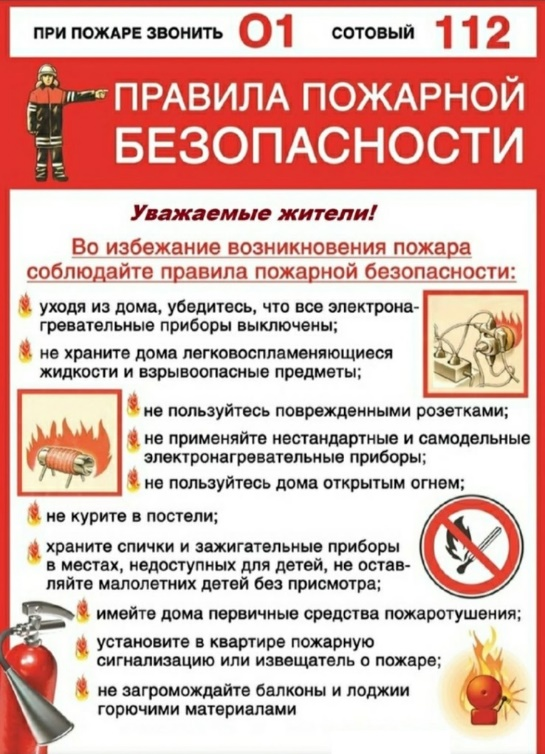 ПРИ ПОЖАРЕ ЗВОНИТЬ 01 СОТОВЫЙ 112
ПРАВИЛА ПОЖАРНОЙ
БЕЗОПАСНОСТИ
Уважаемые жители!
Во избежание возникновения пожара
соблюдайте правила пожарной безопасности:
уходя из дома, убедитесь, что все электрона-
гревательные приборы выключены;
не храните дома легковоспламеняющиеся
жидкости и взрывоопасные предметы;
не пользуйтесь поврежденными розетками;
не применяйте нестандартные и самодельные
электронагревательные приборы;
не пользуйтесь дома открытым огнем;
не курите в постели;
храните спички и зажигательные приборы
в местах, недоступных для детей, не остав-
ляйте малолетних детей без присмотра;
имейте дома первичные средства пожаротушения;
установите в квартире пожарную
сигнализацию или извещатель о пожаре;
не загромождайте балконы и лоджии
горючими материалами